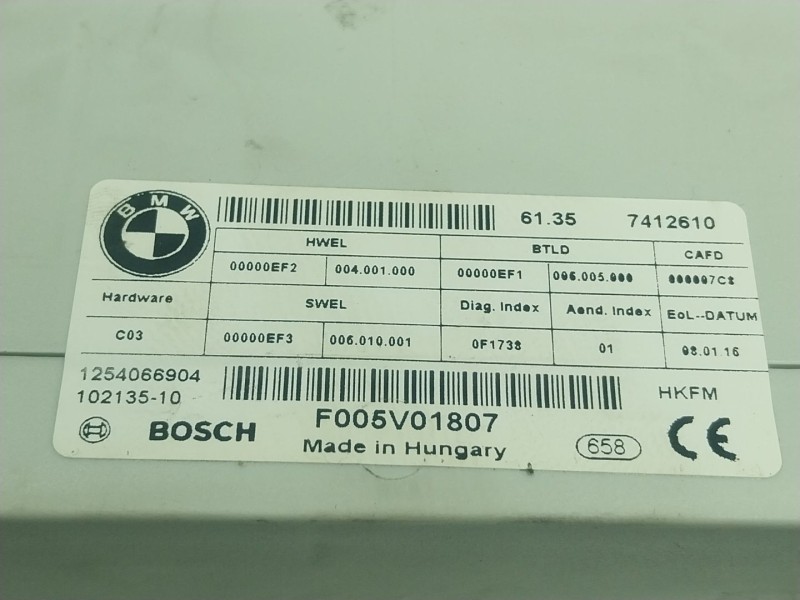 BMW
61.35 7412610
HWEL BTLD CAFD
00000EF2 004.001.000 00000EF1 006.005.000 000007C2
Hardware SWEL Diag. Index Aend. Index EoL--DATUM
C03 00000EF3 006.010.001 0F1738 01 08.01.16
1254066904
102135-10 HKFM
BOSCH F005V01807
Made in Hungary 658 CE